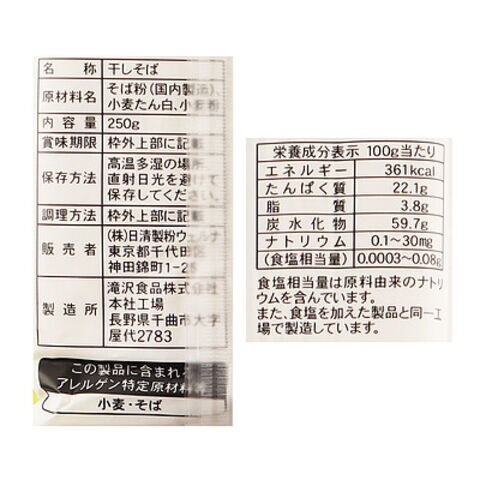 名 称 干しそば
原材料名 そば粉(国内製造)、
小麦たん白、小麦粉
内容量 250g
賞味期限 枠外上部に記載
保存方法 高温多湿の場所、
直射日光を避けて
保存してください。
調理方法 枠外上部に記載
販売者 (株)日清製粉ウェルナ
東京都千代田区
神田錦町1-25
製造所 滝沢食品株式会社
本社工場
長野県千曲市大字
屋代2783
この製品に含まれる
アレルゲン特定原材料等
小麦・そば
栄養成分表示 100g当たり
エネルギー 361kcal
たんぱく質 22.1g
脂質 3.8g
炭水化物 59.7g
ナトリウム 0.1~30mg
(食塩相当量) 0.0003~0.08g
食塩相当量は原料由来のナトリ
ウムを含んでいます。
また、食塩を加えた製品と同一工
場で製造しています。